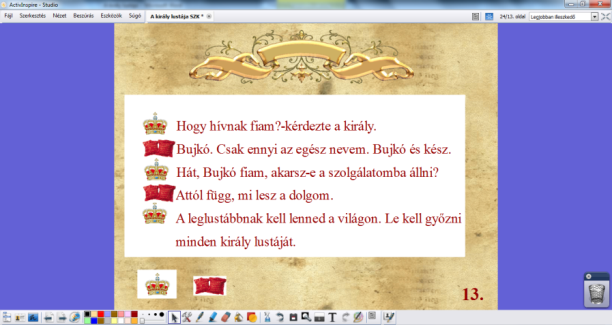 ActivInspire - Studio
Fájl Szerkesztés Nézet Beszúrás Eszközök Súgó A király lustája SZK * 24/13. oldal Legjobban illeszkedő
Hogy hívnak fiam?-kérdezte a király.
Bujkó. Csak ennyi az egész nevem. Bujkó és kész.
Hát, Bujkó fiam, akarsz-e a szolgálatomba állni?
Attól függ, mi lesz a dolgom.
A leglustábbnak kell lenned a világon. Le kell győzni
minden király lustáját.
13.